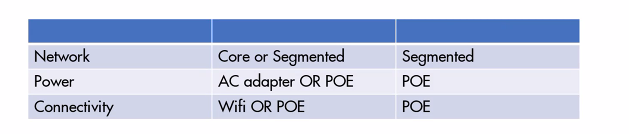 Network Core or Segmented Segmented
Power AC adapter OR POE POE
Connectivity Wifi OR POE POE